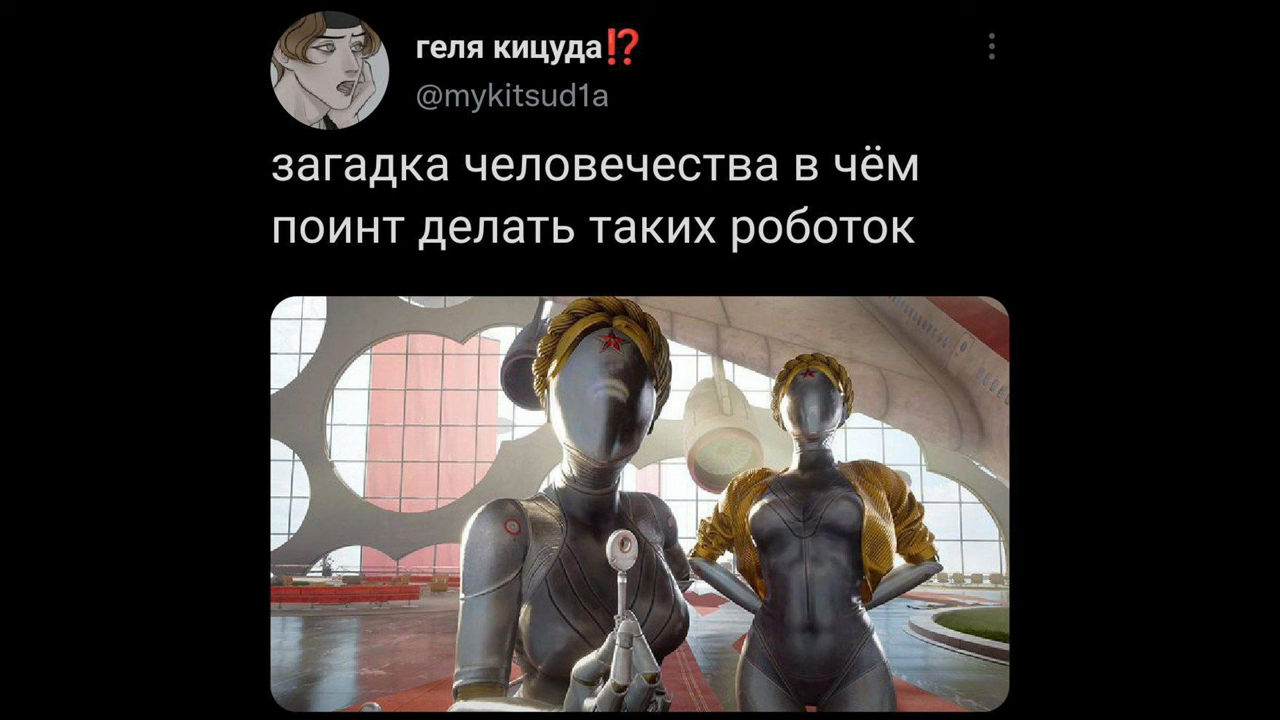 геля кицуда⁉️
@mykitsud1a
загадка человечества в чём
поинт делать таких роботок